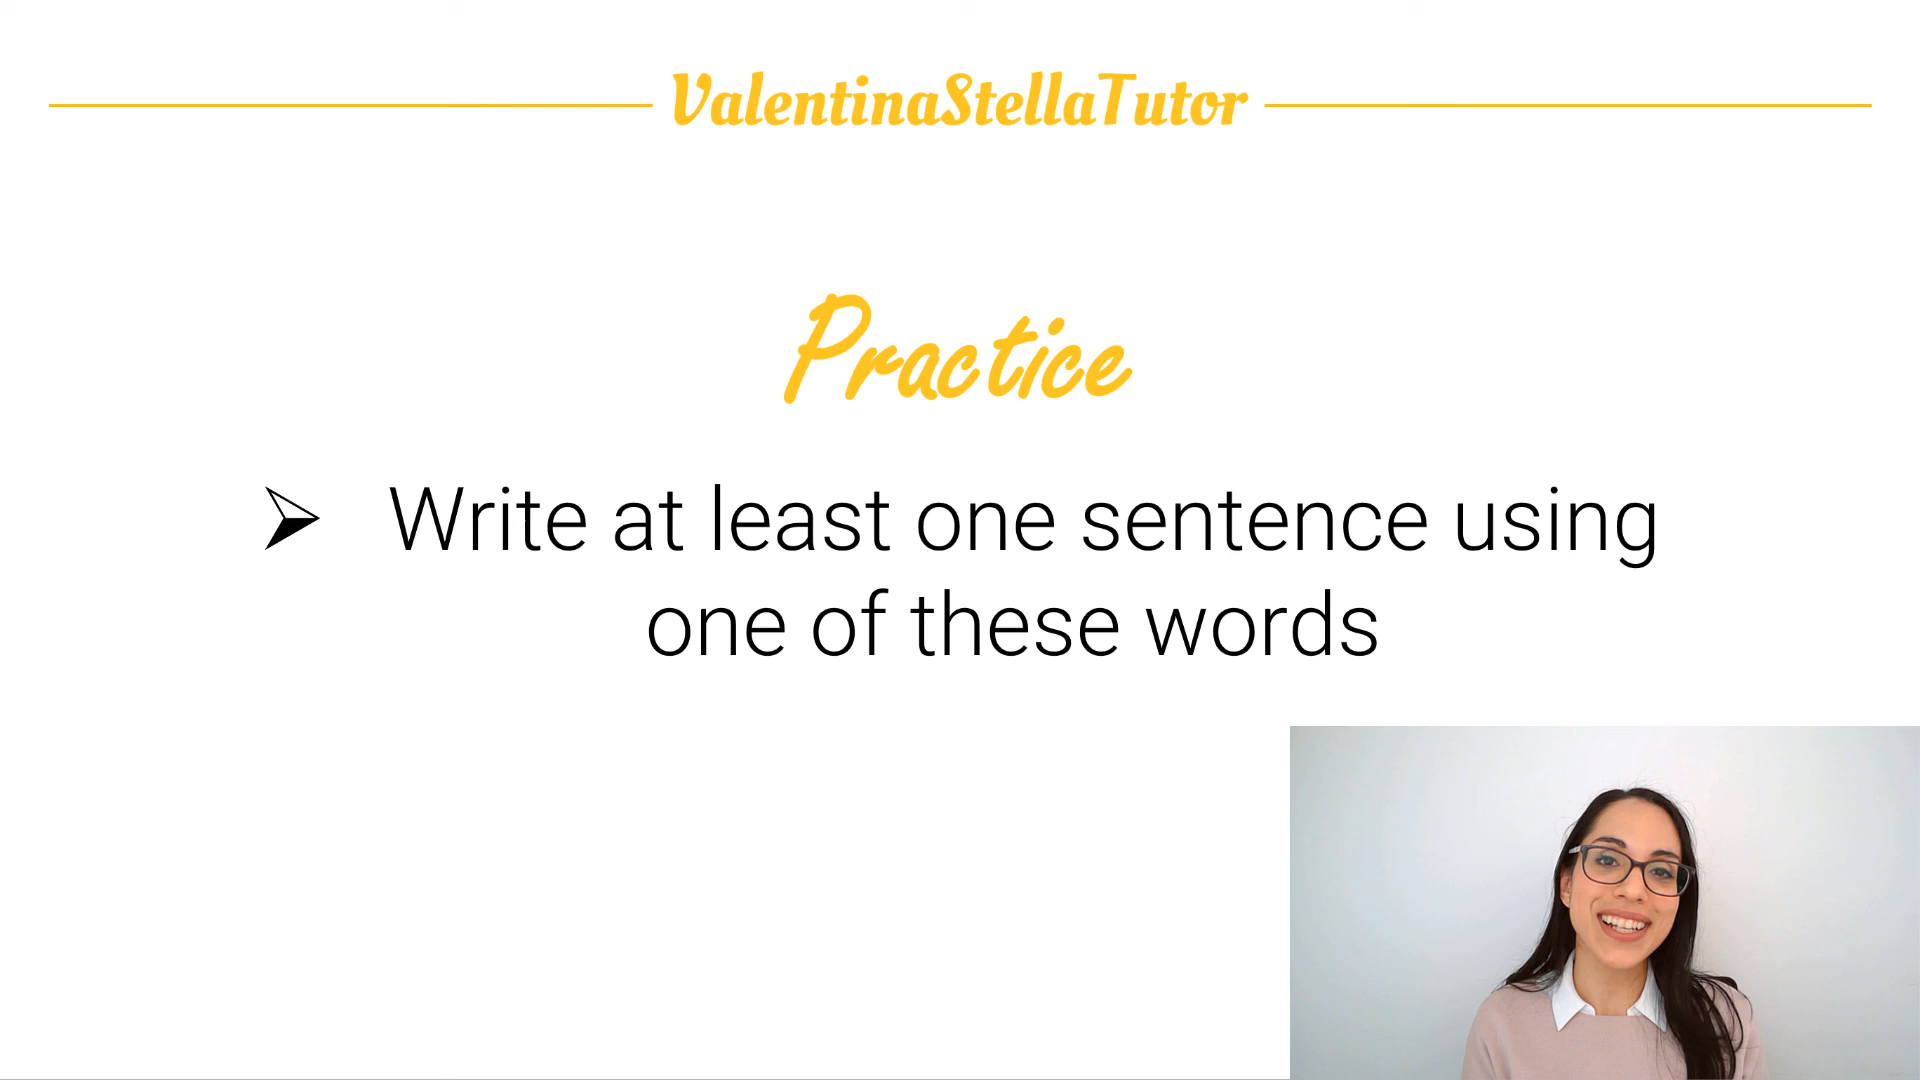 ValentinaStellaTutor
Practice
➢ Write at least one sentence using
one of these words